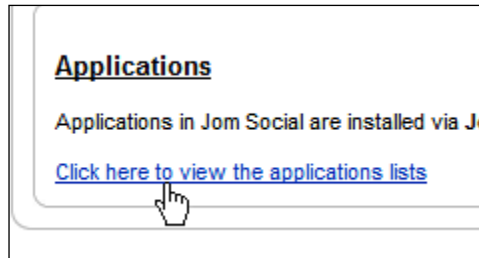 Applications
Applications in Jom Social are installed via
Click here to view the applications lists